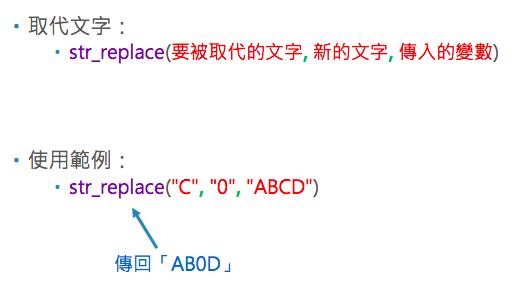 • 取代文字：
• str_replace(要被取代的文字, 新的文字, 傳入的變數)
• 使用範例：
• str_replace("C", "0", "ABCD")
傳回「AB0D」